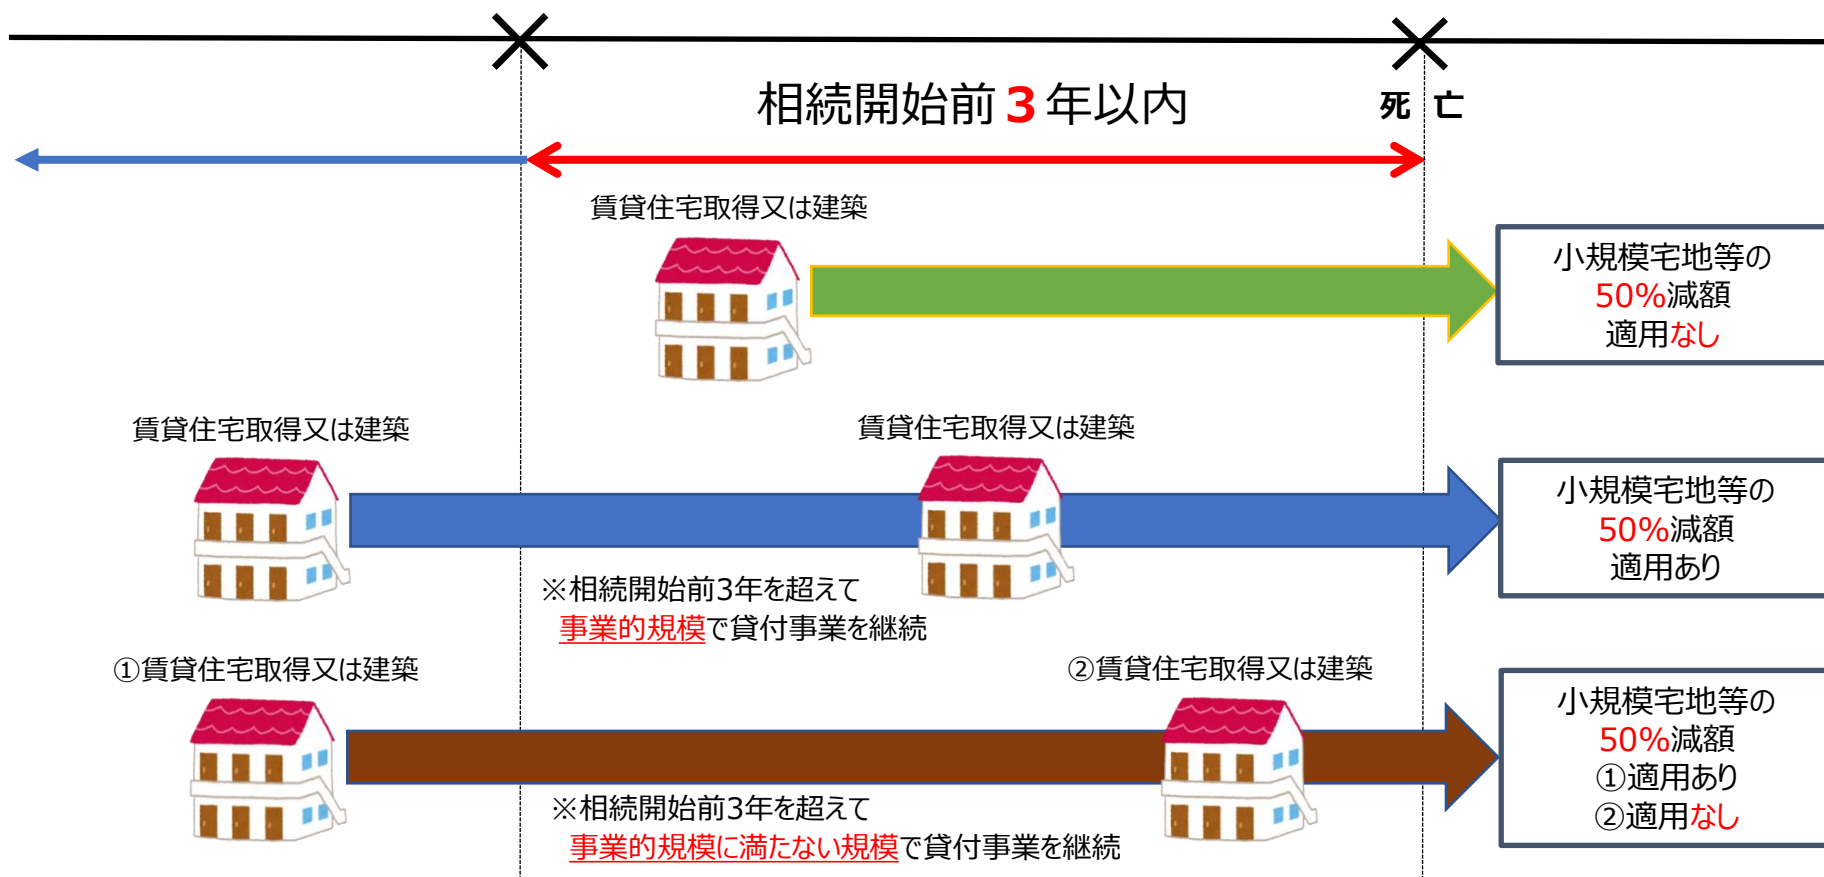 相続開始前3年以内
死亡
賃貸住宅取得又は建築
小規模宅地等の
50%減額
適用なし
賃貸住宅取得又は建築
賃貸住宅取得又は建築
小規模宅地等の
50%減額
適用あり
※相続開始前3年を超えて
事業的規模で貸付事業を継続
①賃貸住宅取得又は建築
②賃貸住宅取得又は建築
小規模宅地等の
50%減額
①適用あり
②適用なし
※相続開始前3年を超えて
事業的規模に満たない規模で貸付事業を継続